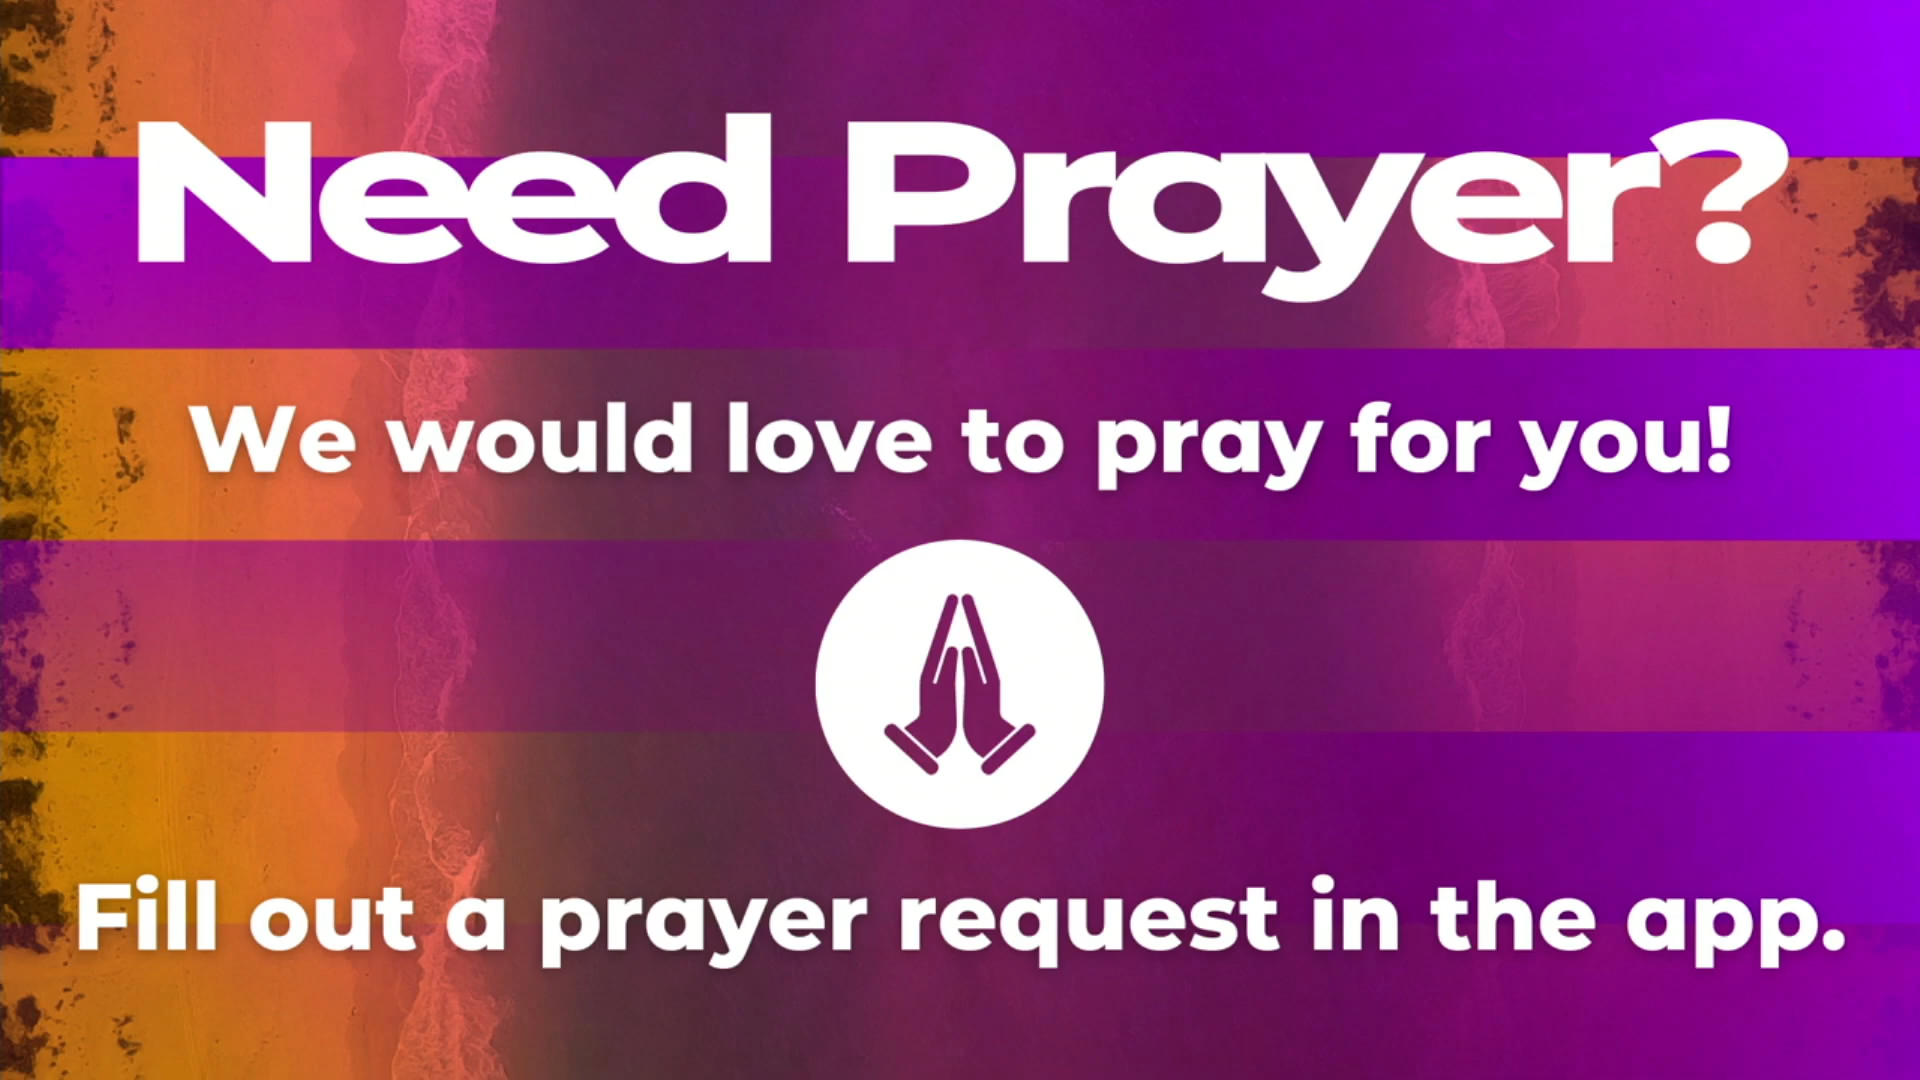 Need Prayer?
We would love to pray for you!
Fill out a prayer request in the app.